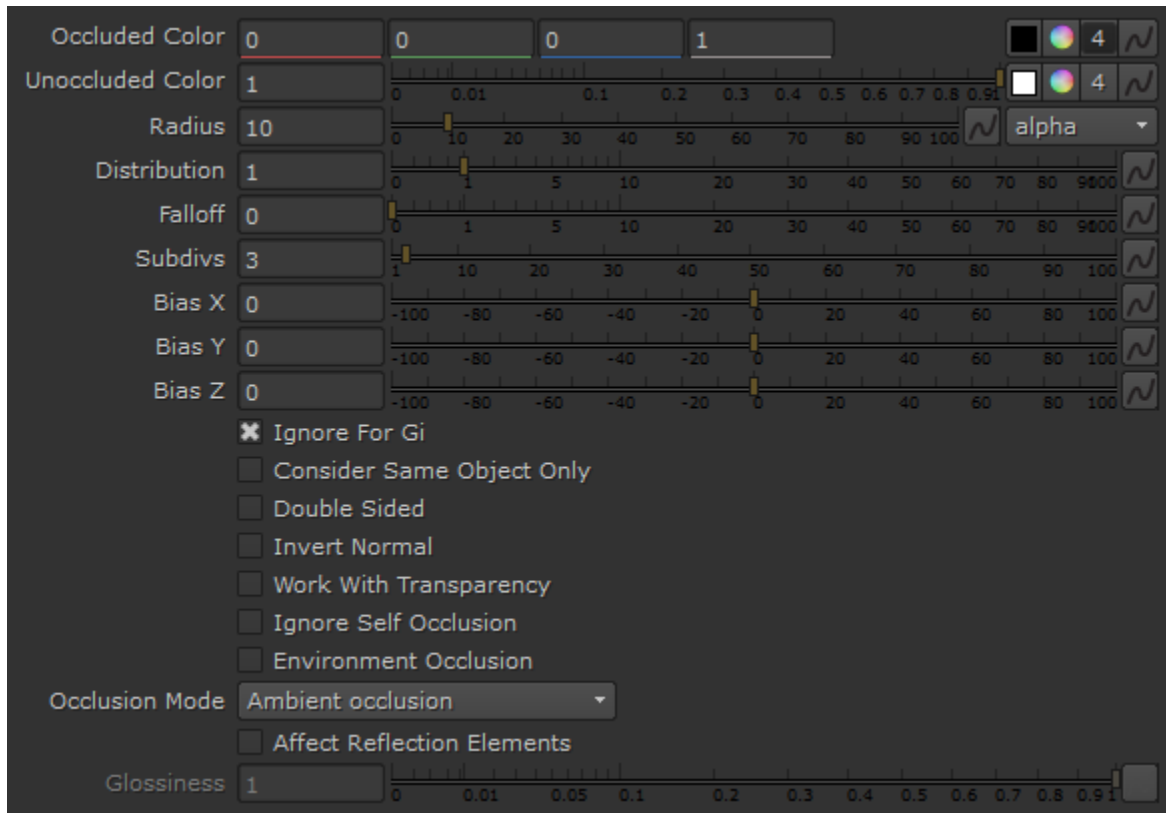 Occluded Color 0 0 0 1 4
Unoccluded Color 1 0 0.01 0.1 0.2 0.3 0.4 0.5 0.6 0.7 0.8 0.91 4
Radius 10 0 10 20 30 40 50 60 70 80 90 100 alpha
Distribution 1 0 1 5 10 20 30 40 50 60 70 80 90 100
Falloff 0 0 1 5 10 20 30 40 50 60 70 80 90 100
Subdivs 3 1 10 20 30 40 50 60 70 80 90 100
Bias X 0 -100 -80 -60 -40 -20 0 20 40 60 80 100
Bias Y 0 -100 -80 -60 -40 -20 0 20 40 60 80 100
Bias Z 0 -100 -80 -60 -40 -20 0 20 40 60 80 100
Ignore For Gi
Consider Same Object Only
Double Sided
Invert Normal
Work With Transparency
Ignore Self Occlusion
Environment Occlusion
Occlusion Mode Ambient occlusion
Affect Reflection Elements
Glossiness 1 0 0.01 0.05 0.1 0.2 0.3 0.4 0.5 0.6 0.7 0.8 0.9 1